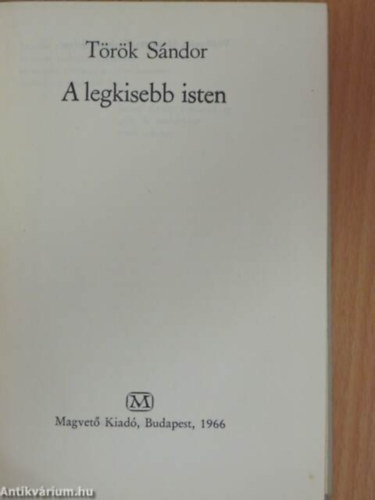 Török Sándor
A legkisebb isten
M
Magvető Kiadó, Budapest, 1966
Antikvárium.hu